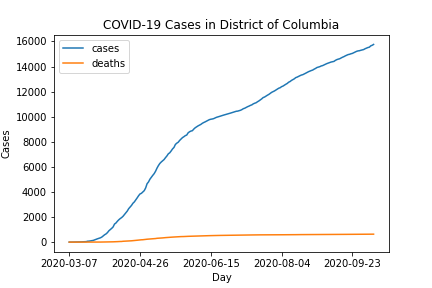 COVID-19 Cases in District of Columbia
cases
deaths
16000
14000
12000
10000
8000
6000
4000
2000
0
Cases
2020-03-07 2020-04-26 2020-06-15 2020-08-04 2020-09-23
Day